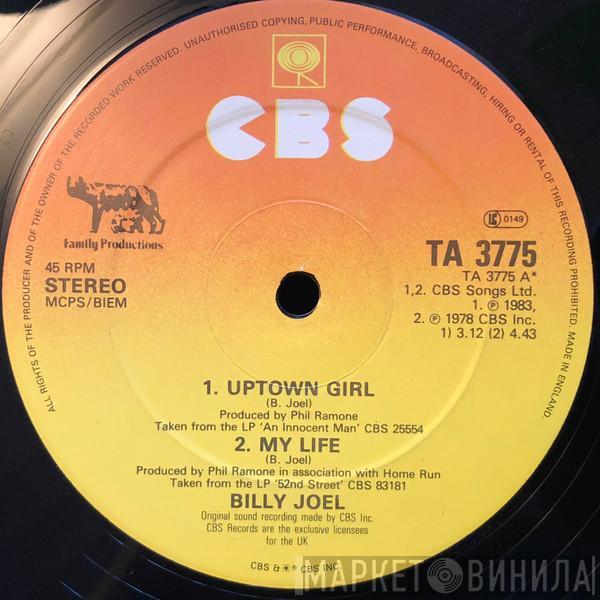 ALL RIGHTS OF THE PRODUCER AND OF THE OWNER OF THE RECORDED WORK RESERVED. UNAUTHORISED COPYING, PUBLIC PERFORMANCE, BROADCASTING, HIRING OR RENTAL OF THIS RECORDING PROHIBITED. MADE IN ENGLAND.
CBS
Family Productions
45 RPM
STEREO
MCPS/BIEM
LC 0149
TA 3775
TA 3775 A*
1,2. CBS Songs Ltd.
1. ℗ 1983,
2. ℗ 1978 CBS Inc.
1) 3.12 (2) 4.43
1. UPTOWN GIRL
(B. Joel)
Produced by Phil Ramone
Taken from the LP 'An Innocent Man' CBS 25554
2. MY LIFE
(B. Joel)
Produced by Phil Ramone in association with Home Run
Taken from the LP '52nd Street' CBS 83181
BILLY JOEL
Original sound recording made by CBS Inc.
CBS Records are the exclusive licensees
for the UK
CBS & ® CBS INC.
МАРКЕТ ВИНИЛА